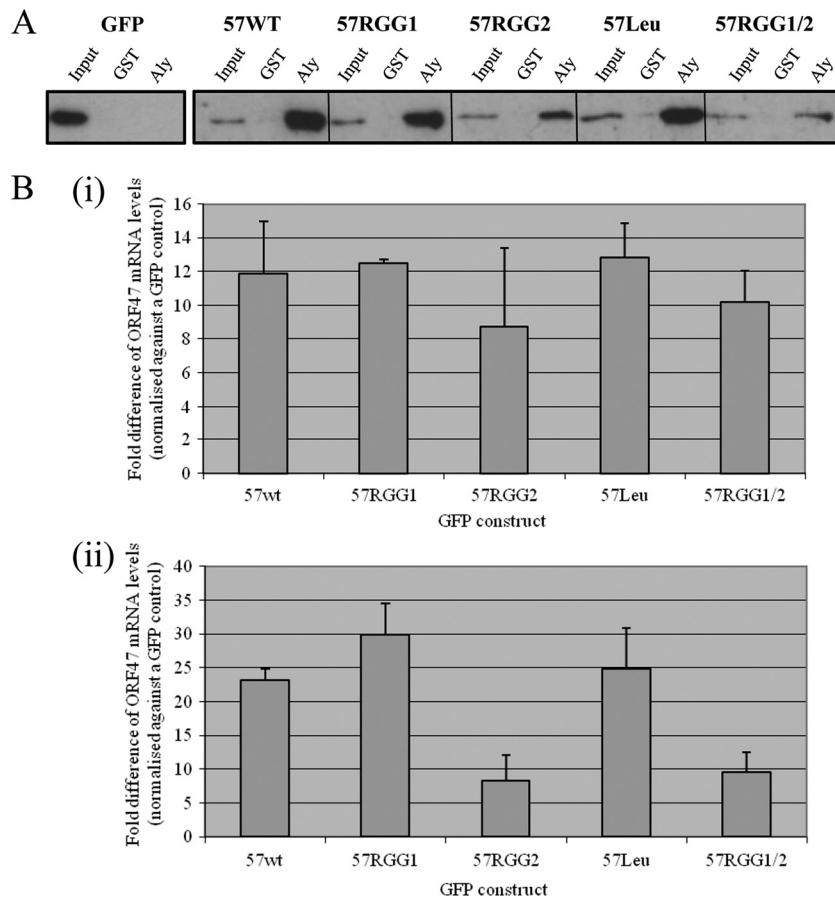 A
GFP 57WT 57RGG1 57RGG2 57Leu 57RGG1/2
Input GST Aly Input GST Aly Input GST Aly Input GST Aly Input GST Aly Input GST Aly
B (i)
Fold difference of ORF47 mRNA levels
(normalised against a GFP control)
16
14
12
10
8
6
4
2
0
57wt 57RGG1 57RGG2 57Leu 57RGG1/2
GFP construct
(ii)
Fold difference of ORF47 mRNA levels
(normalised against a GFP control)
40
35
30
25
20
15
10
5
0
57wt 57RGG1 57RGG2 57Leu 57RGG1/2
GFP construct